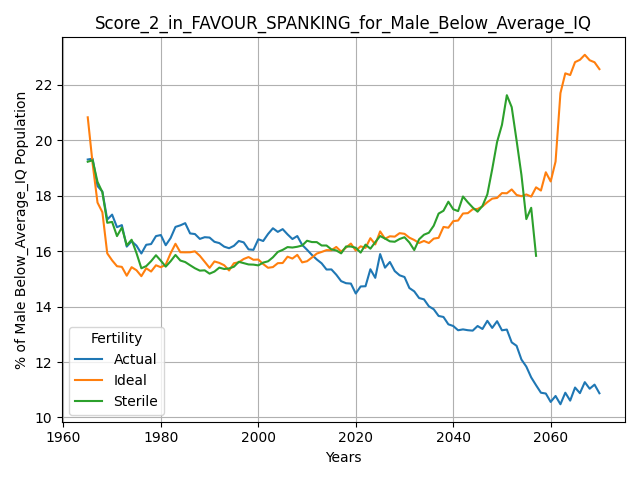 Score_2_in_FAVOUR_SPANKING_for_Male_Below_Average_IQ
% of Male Below_Average_IQ Population
22
20
18
16
14
12
10
Fertility
Actual
Ideal
Sterile
1960
1980
2000
2020
2040
2060
Years